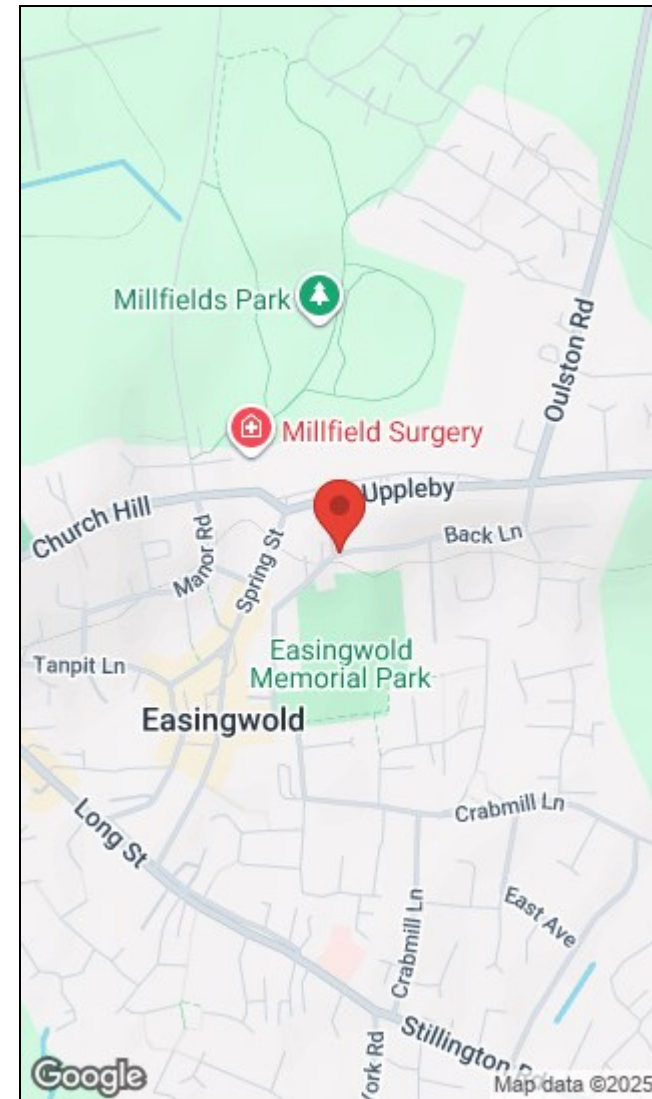 Millfields Park
Oulston Rd
Millfield Surgery
Uppleby
Church Hill
Back Ln
Manor Rd
Spring St
Easingwold
Memorial Park
Tanpit Ln
Easingwold
Long St
Crabmill Ln
East Ave
Crabmill Ln
Stillington
York Rd
Google
Map data ©2025